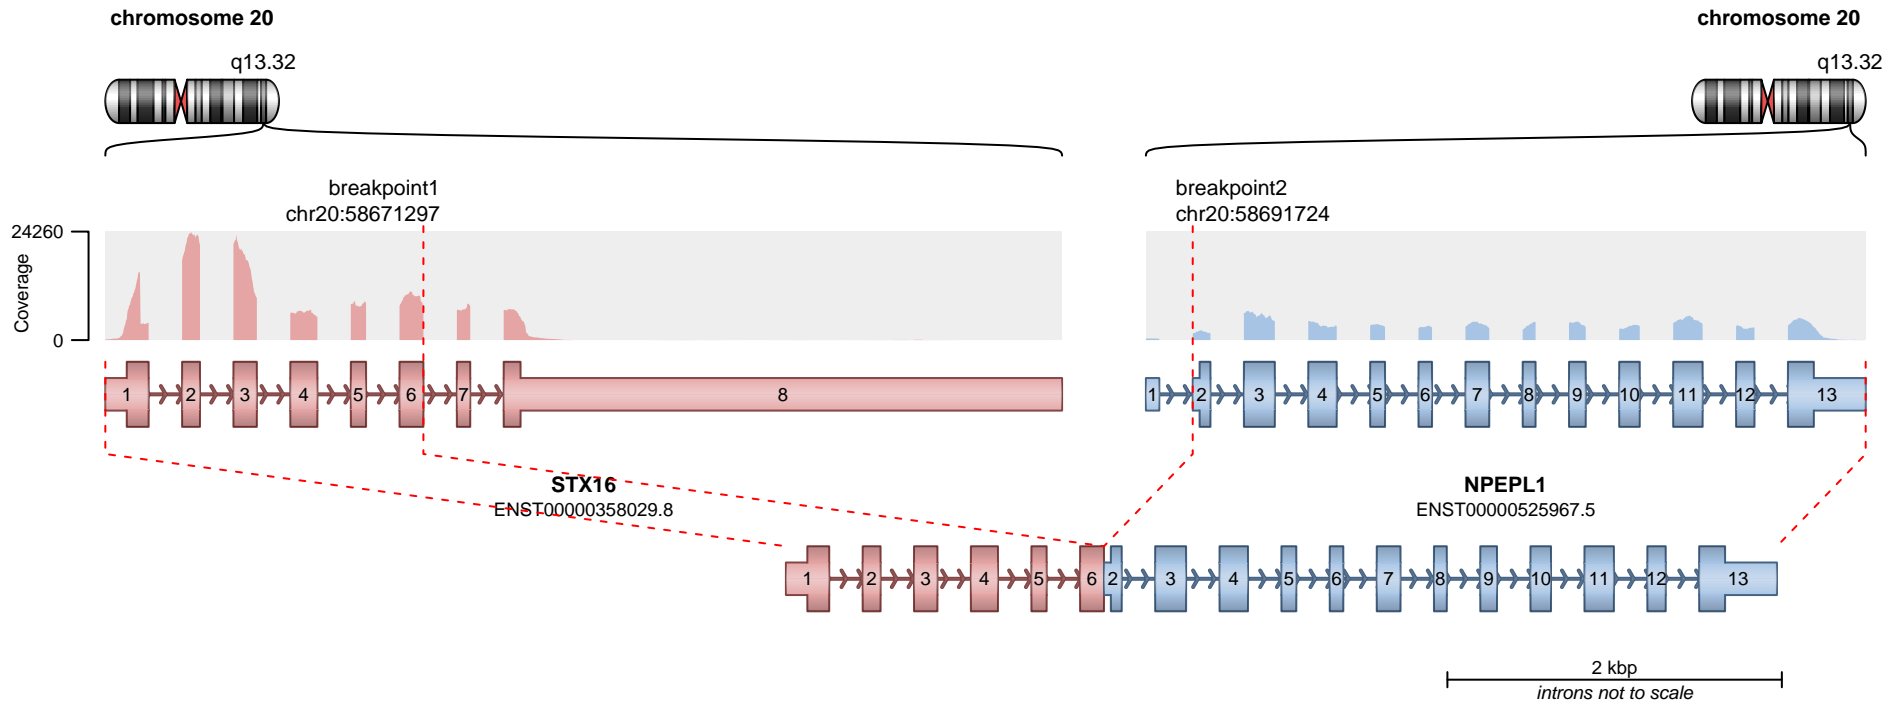 chromosome 20
chromosome 20
q13.32
q13.32
breakpoint1
chr20:58671297
breakpoint2
chr20:58691724
24260
Coverage
0
1 2 3 4 5 6 7 8
1 2 3 4 5 6 7 8 9 10 11 12 13
STX16
ENST00000358029.8
NPEPL1
ENST00000525967.5
1 2 3 4 5 6 2 3 4 5 6 7 8 9 10 11 12 13
2 kbp
introns not to scale